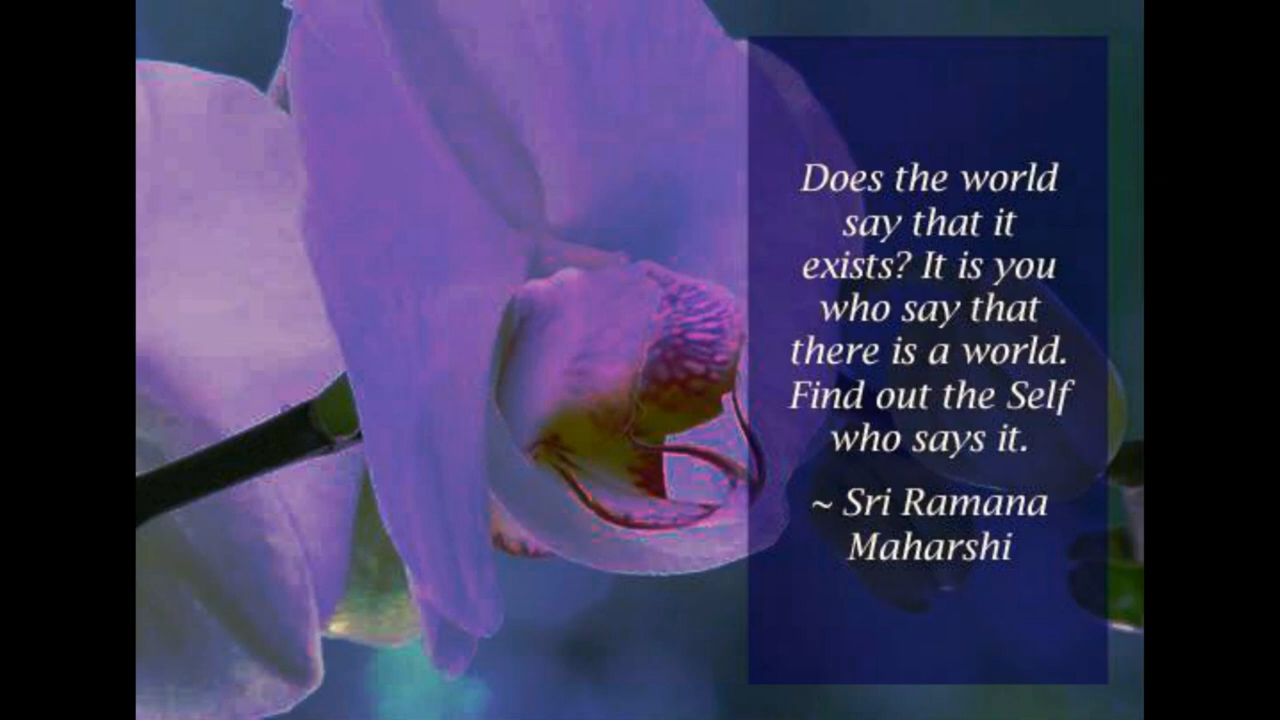 Does the world
say that it
exists? It is you
who say that
there is a world.
Find out the Self
who says it.
~ Sri Ramana
Maharshi